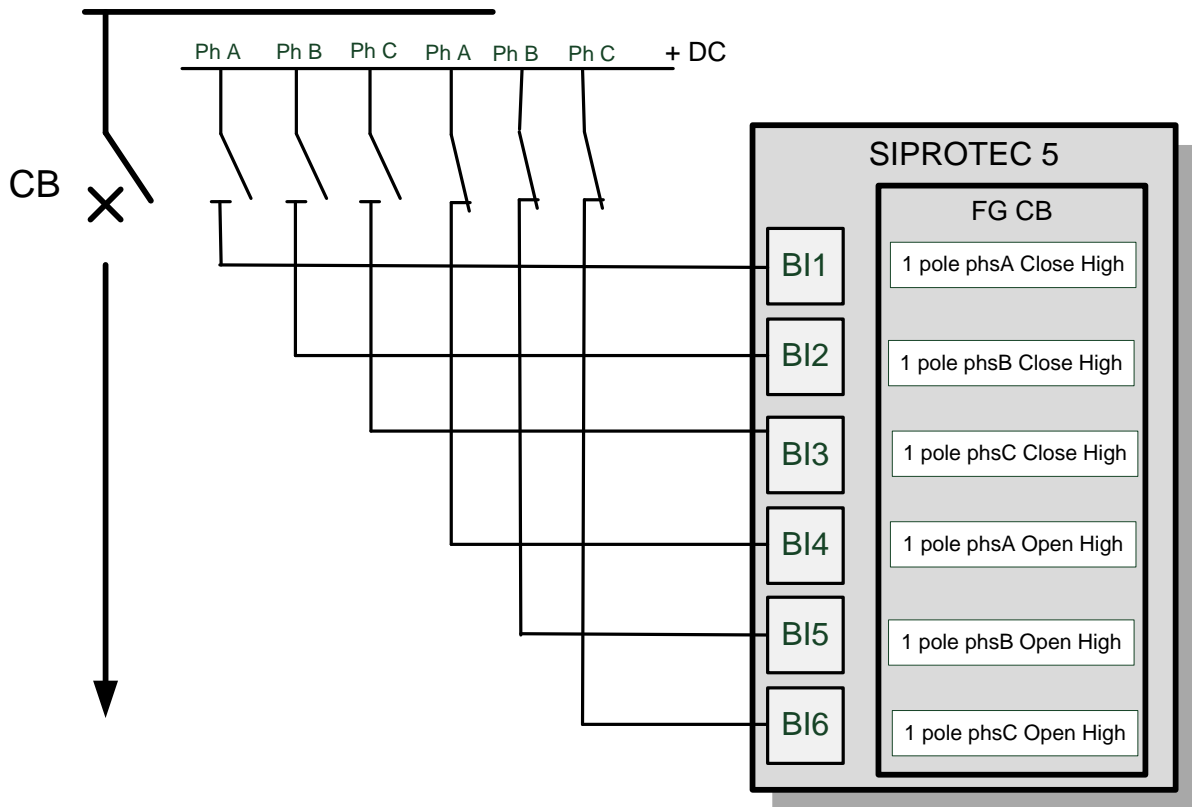 Ph A
Ph B
Ph C
Ph A
Ph B
Ph C
+ DC
CB
SIPROTEC 5
FG CB
BI1
1 pole phsA Close High
BI2
1 pole phsB Close High
BI3
1 pole phsC Close High
BI4
1 pole phsA Open High
BI5
1 pole phsB Open High
BI6
1 pole phsC Open High